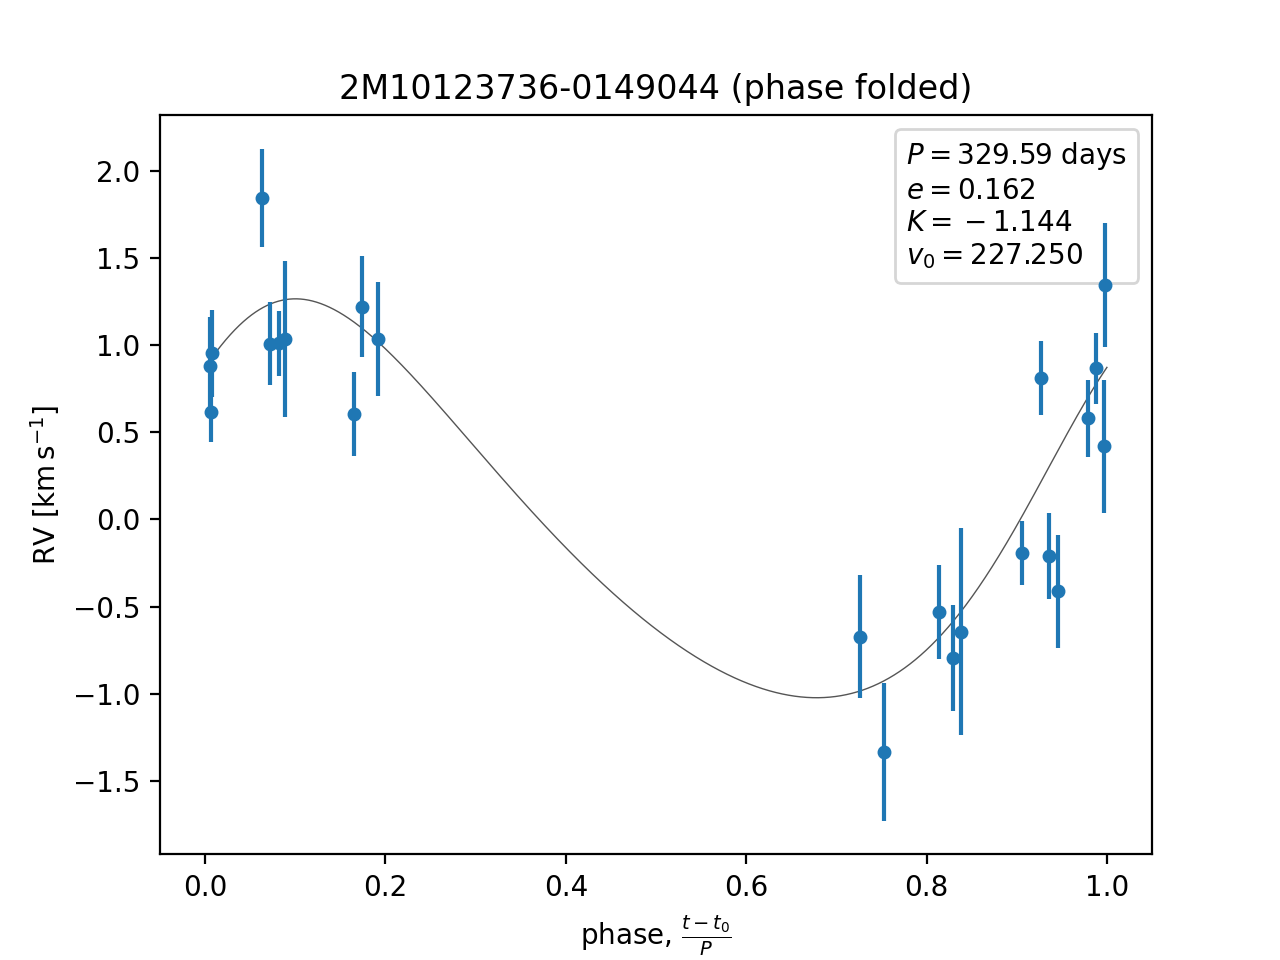 2M10123736-0149044 (phase folded)
P = 329.59 days
e = 0.162
K = −1.144
v₀ = 227.250
RV [km s⁻¹]
2.0
1.5
1.0
0.5
0.0
−0.5
−1.0
−1.5
0.0 0.2 0.4 0.6 0.8 1.0
phase, (t − t₀)/P